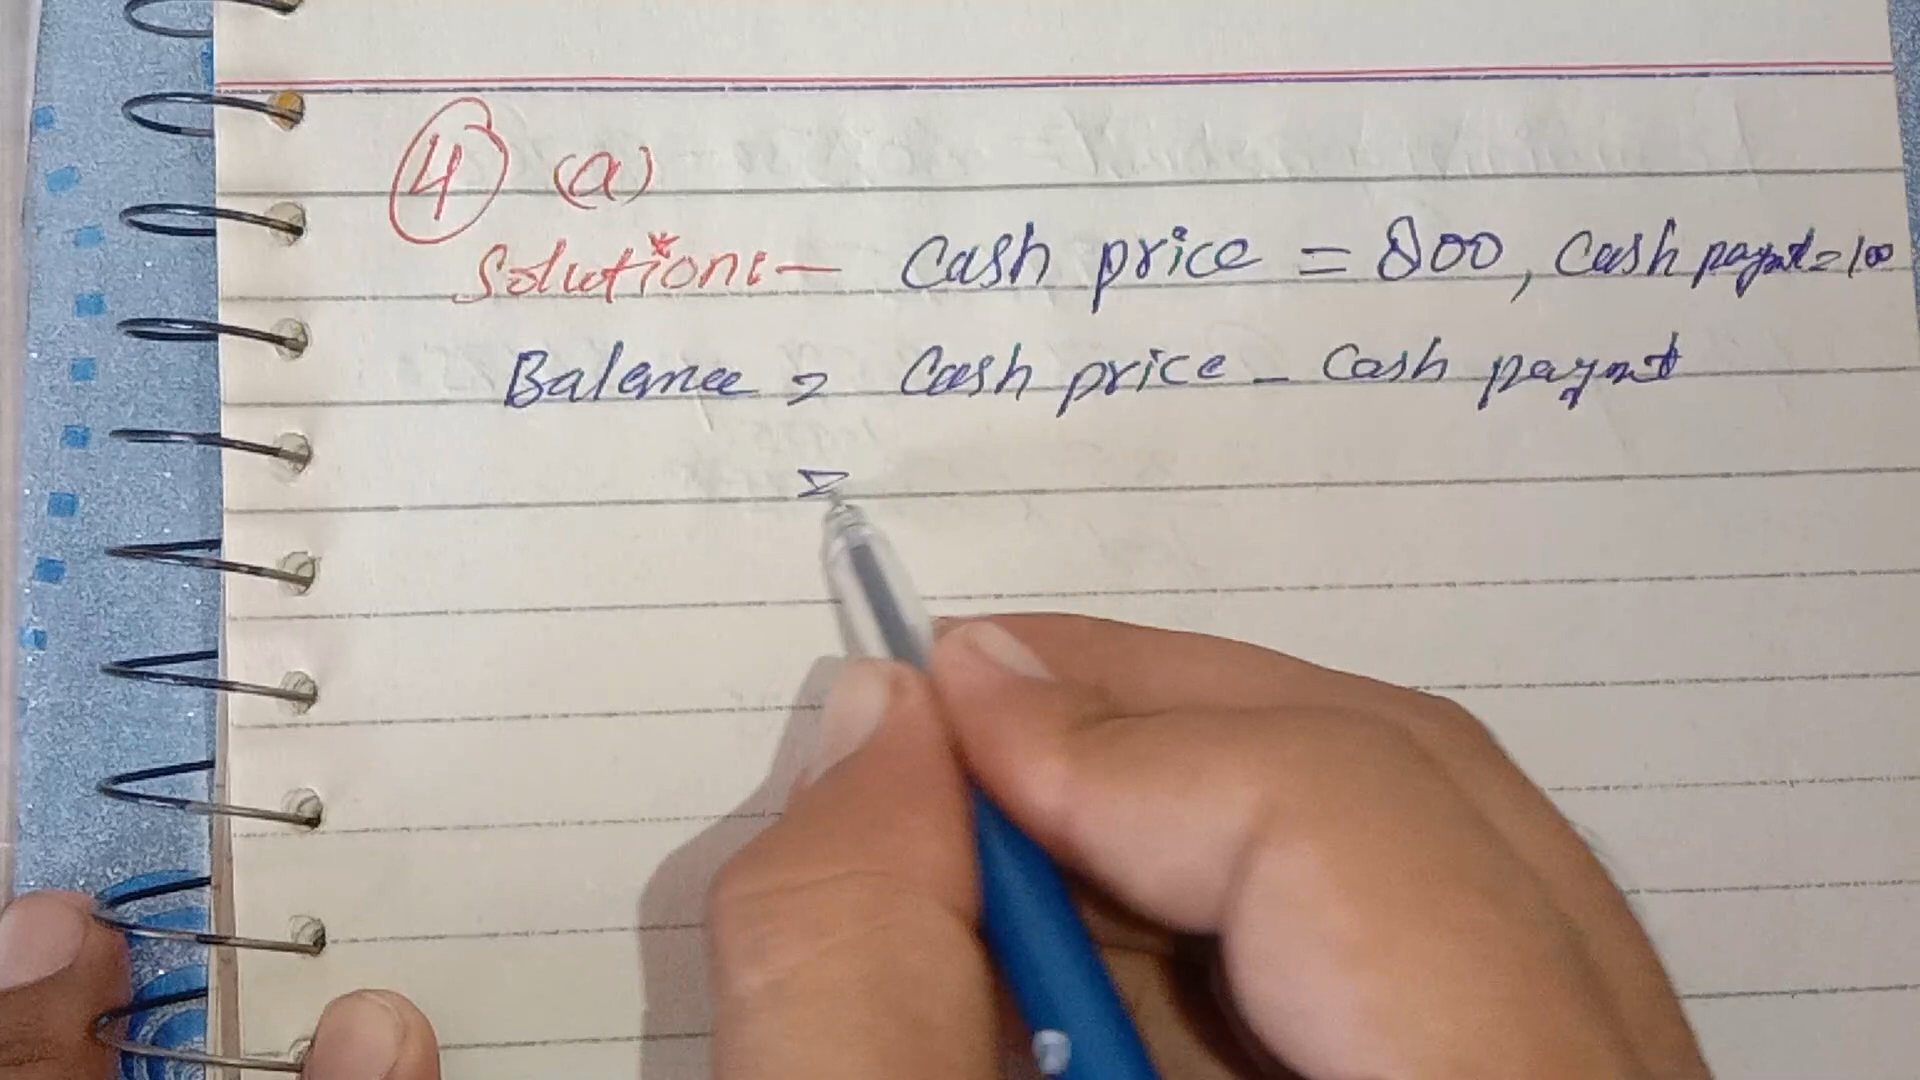 4 (a)
Solution:- Cash price = 800, Cash paymt = 100
Balance = Cash price - Cash paymt
=